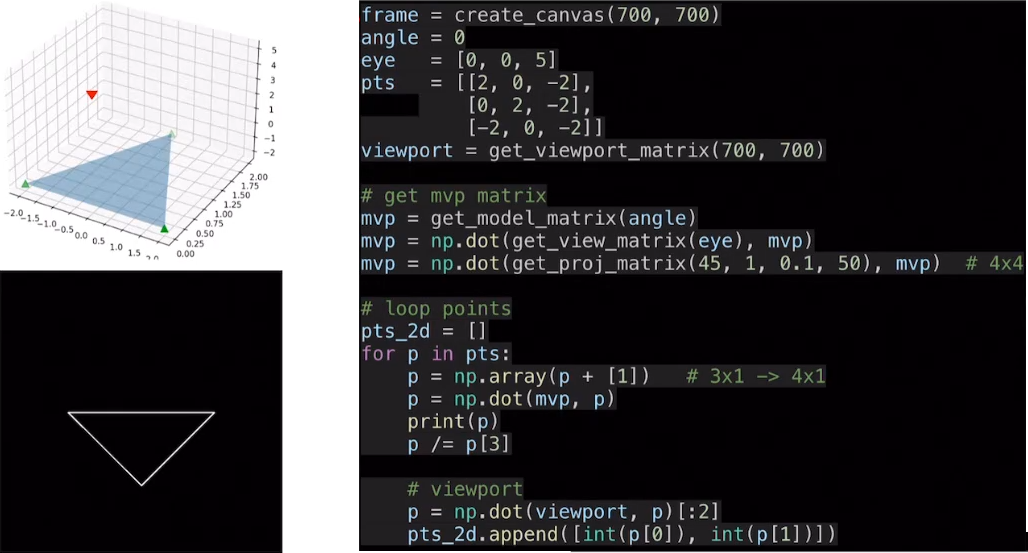 5
4
3
2
1
0
−1
−2
2.00
1.75
1.50
1.25
1.00
0.75
0.50
0.25
0.00
−2.0
−1.5
−1.0
−0.5
0.0
0.5
1.0
1.5
frame = create_canvas(700, 700)
angle = 0
eye   = [0, 0, 5]
pts   = [[2, 0, -2],
         [0, 2, -2],
         [-2, 0, -2]]
viewport = get_viewport_matrix(700, 700)
# get mvp matrix
mvp = get_model_matrix(angle)
mvp = np.dot(get_view_matrix(eye), mvp)
mvp = np.dot(get_proj_matrix(45, 1, 0.1, 50), mvp)  # 4x4
# loop points
pts_2d = []
for p in pts:
    p = np.array(p + [1])   # 3x1 -> 4x1
    p = np.dot(mvp, p)
    print(p)
    p /= p[3]
    # viewport
    p = np.dot(viewport, p)[:2]
    pts_2d.append([int(p[0]), int(p[1])])